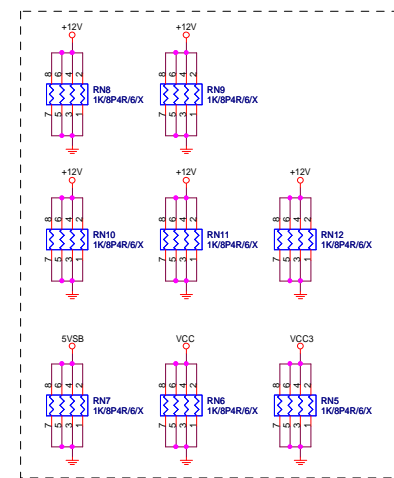 +12V
+12V
8 6 4 2
8 6 4 2
RN8
1K/8P4R/6/X
RN9
1K/8P4R/6/X
7 5 3 1
7 5 3 1
+12V
+12V
+12V
8 6 4 2
8 6 4 2
8 6 4 2
RN10
1K/8P4R/6/X
RN11
1K/8P4R/6/X
RN12
1K/8P4R/6/X
7 5 3 1
7 5 3 1
7 5 3 1
5VSB
VCC
VCC3
8 6 4 2
8 6 4 2
8 6 4 2
RN7
1K/8P4R/6/X
RN6
1K/8P4R/6/X
RN5
1K/8P4R/6/X
7 5 3 1
7 5 3 1
7 5 3 1